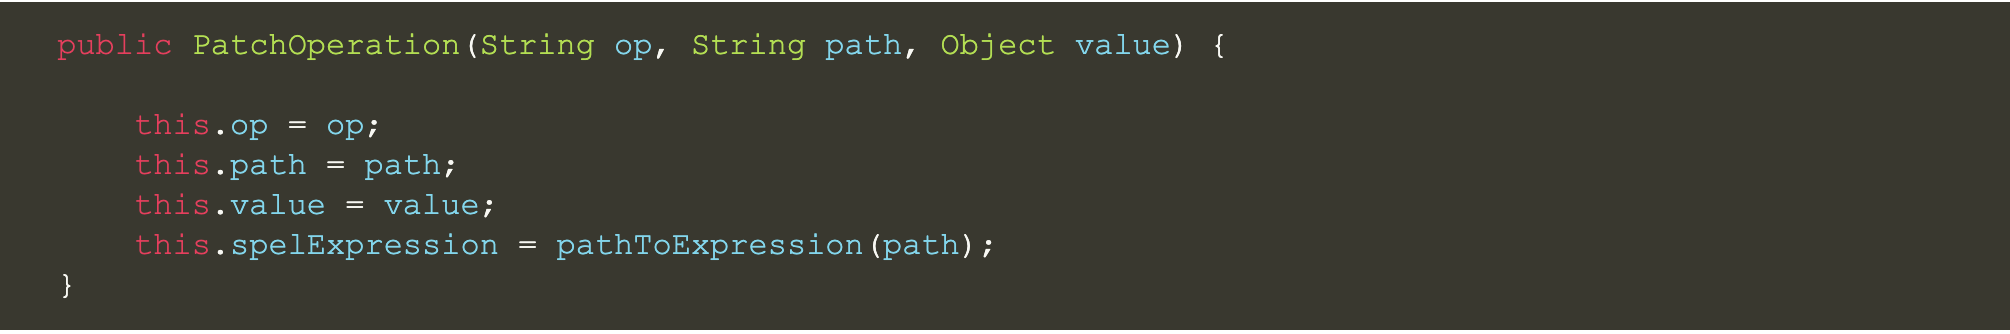 public PatchOperation(String op, String path, Object value) {
this.op = op;
this.path = path;
this.value = value;
this.spelExpression = pathToExpression(path);
}